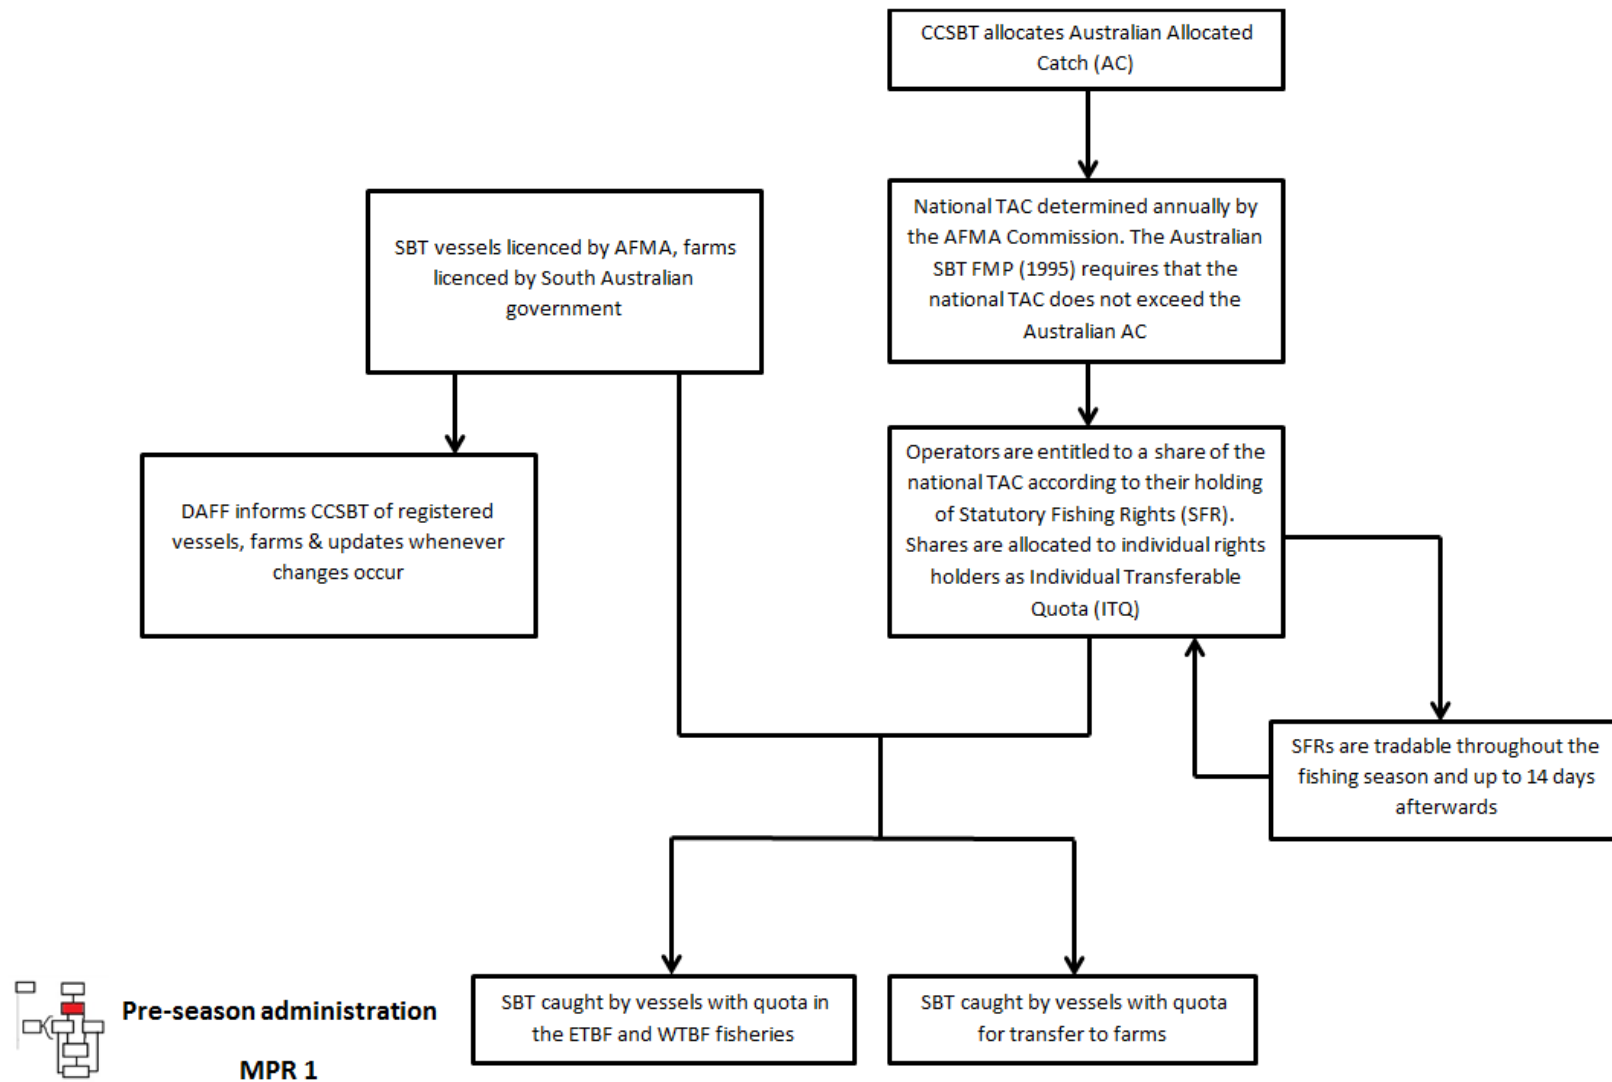 CCSBT allocates Australian Allocated
Catch (AC)
National TAC determined annually by
the AFMA Commission. The Australian
SBT FMP (1995) requires that the
national TAC does not exceed the
Australian AC
SBT vessels licenced by AFMA, farms
licenced by South Australian
government
Operators are entitled to a share of the
national TAC according to their holding
of Statutory Fishing Rights (SFR).
Shares are allocated to individual rights
holders as Individual Transferable
Quota (ITQ)
DAFF informs CCSBT of registered
vessels, farms & updates whenever
changes occur
SFRs are tradable throughout the
fishing season and up to 14 days
afterwards
SBT caught by vessels with quota in
the ETBF and WTBF fisheries
SBT caught by vessels with quota
for transfer to farms
Pre-season administration
MPR 1